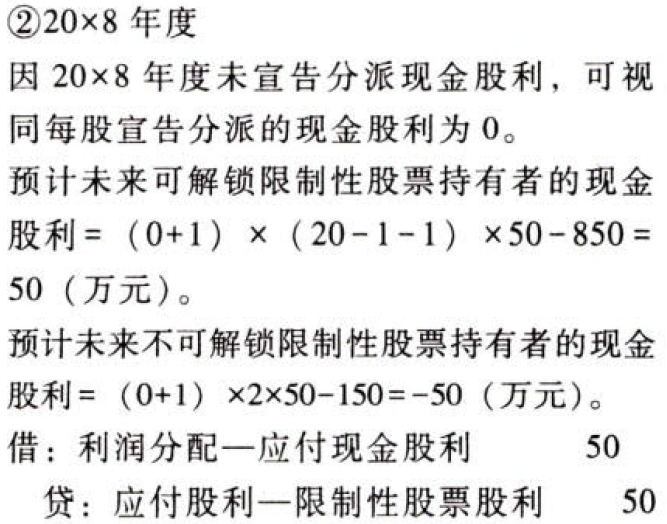 ②20×8 年度
因 20×8 年度未宣告分派现金股利，可视
同每股宣告分派的现金股利为 0。
预计未来可解锁限制性股票持有者的现金
股利=（0+1）×（20-1-1）×50-850=
50（万元）。
预计未来不可解锁限制性股票持有者的现金
股利=（0+1）×2×50-150=-50（万元）。
借：利润分配—应付现金股利 50
贷：应付股利—限制性股票股利 50